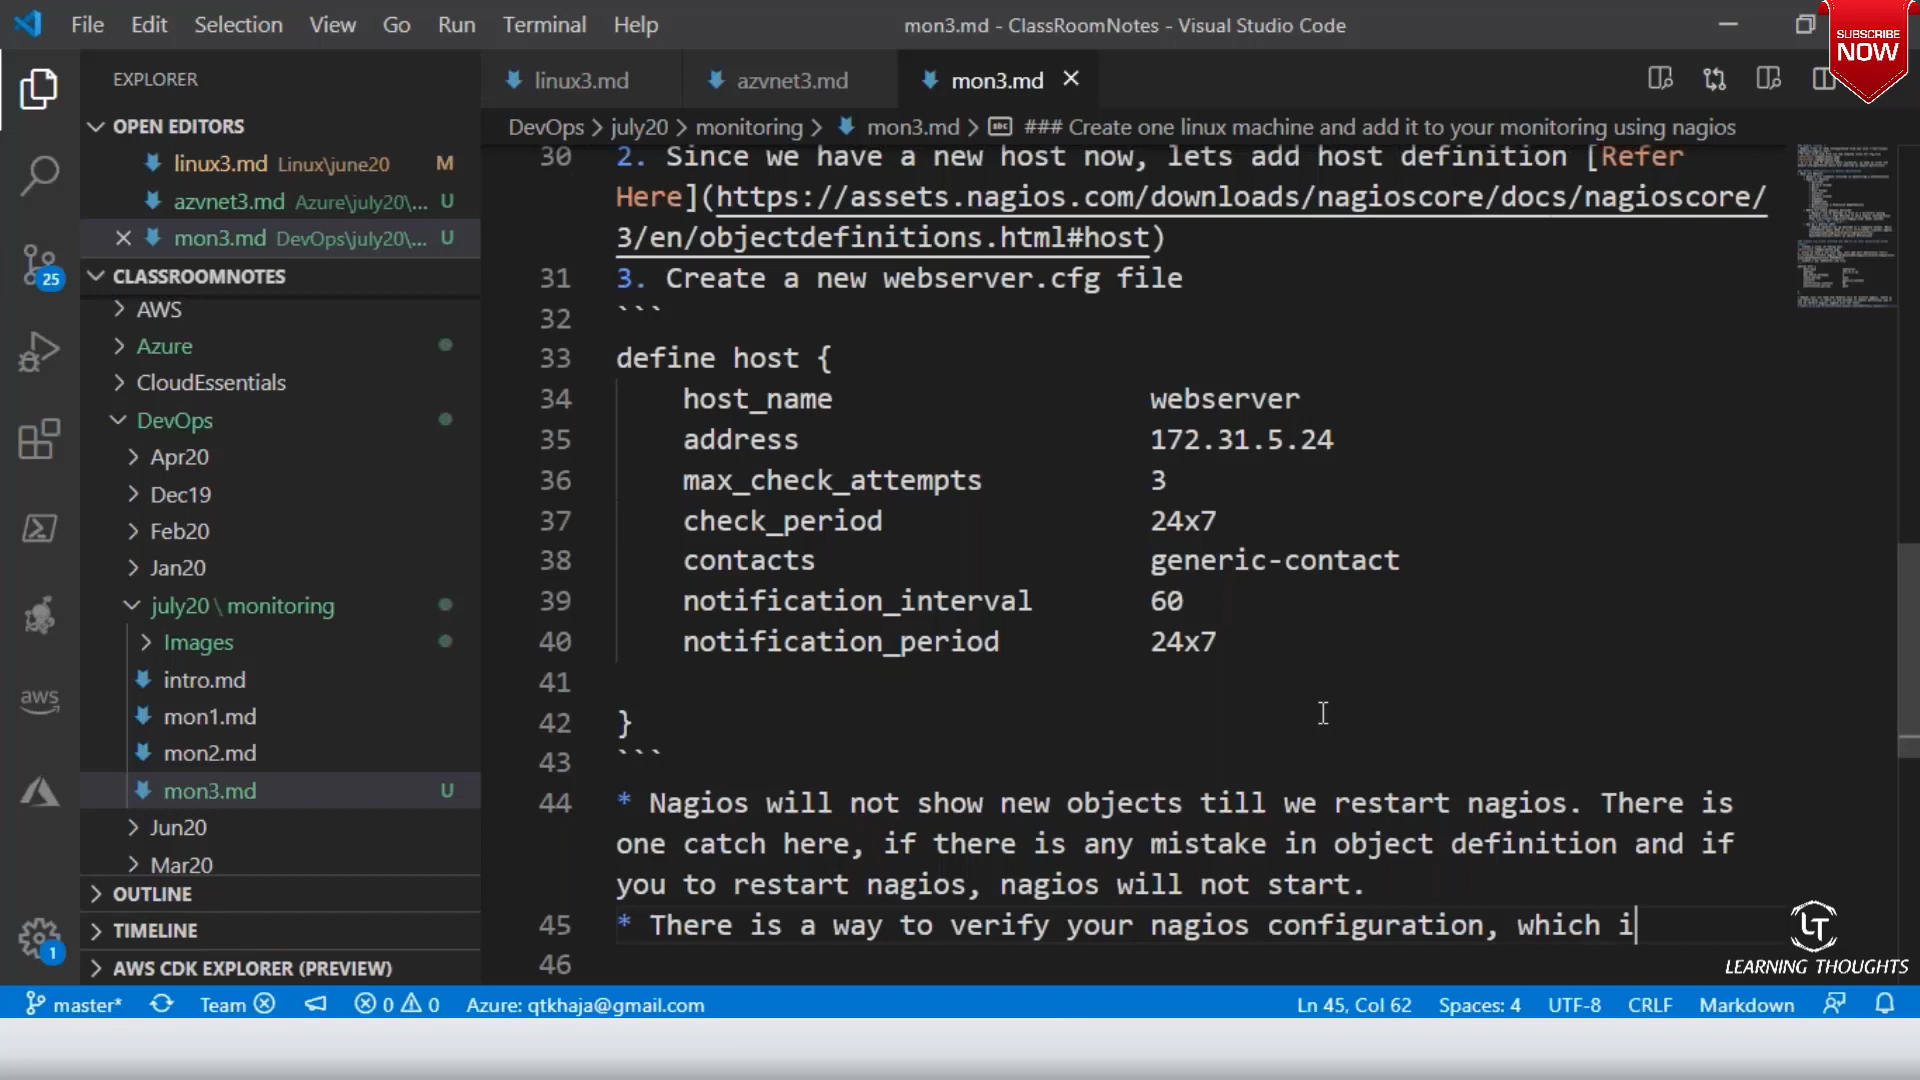 File Edit Selection View Go Run Terminal Help
mon3.md - ClassRoomNotes - Visual Studio Code
SUBSCRIBE
NOW
EXPLORER
linux3.md
azvnet3.md
mon3.md
OPEN EDITORS
linux3.md Linux\june20 M
azvnet3.md Azure\july20\... U
mon3.md DevOps\july20\... U
CLASSROOMNOTES
AWS
Azure
CloudEssentials
DevOps
Apr20
Dec19
Feb20
Jan20
july20 \ monitoring
Images
intro.md
mon1.md
mon2.md
mon3.md U
Jun20
Mar20
OUTLINE
TIMELINE
AWS CDK EXPLORER (PREVIEW)
25
aws
1
DevOps > july20 > monitoring > mon3.md > abc ### Create one linux machine and add it to your monitoring using nagios
30 2. Since we have a new host now, lets add host definition [Refer
Here](https://assets.nagios.com/downloads/nagioscore/docs/nagioscore/
3/en/objectdefinitions.html#host)
31 3. Create a new webserver.cfg file
32 ```
33 define host {
34 host_name webserver
35 address 172.31.5.24
36 max_check_attempts 3
37 check_period 24x7
38 contacts generic-contact
39 notification_interval 60
40 notification_period 24x7
41
42 }
43 ```
44 * Nagios will not show new objects till we restart nagios. There is
one catch here, if there is any mistake in object definition and if
you to restart nagios, nagios will not start.
45 * There is a way to verify your nagios configuration, which i
46
LT
LEARNING THOUGHTS
master* Team 0 0 Azure: qtkhaja@gmail.com Ln 45, Col 62 Spaces: 4 UTF-8 CRLF Markdown